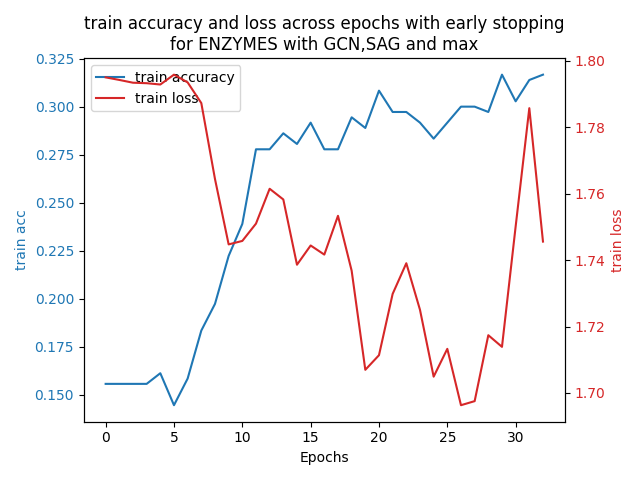 train accuracy and loss across epochs with early stopping
for ENZYMES with GCN,SAG and max
train accuracy
train loss
0.325
0.300
0.275
0.250
0.225
0.200
0.175
0.150
train acc
1.80
1.78
1.76
1.74
1.72
1.70
train loss
0 5 10 15 20 25 30
Epochs